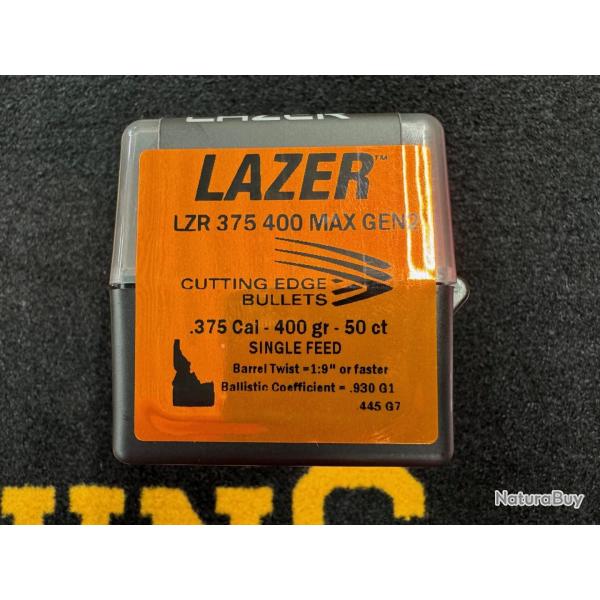 LAZER
LAZER™
LZR 375 400 MAX GEN2
CUTTING EDGE
BULLETS
.375 Cal - 400 gr - 50 ct
SINGLE FEED
Barrel Twist =1:9" or faster
Ballistic Coefficient = .930 G1
445 G7
NaturaBuy